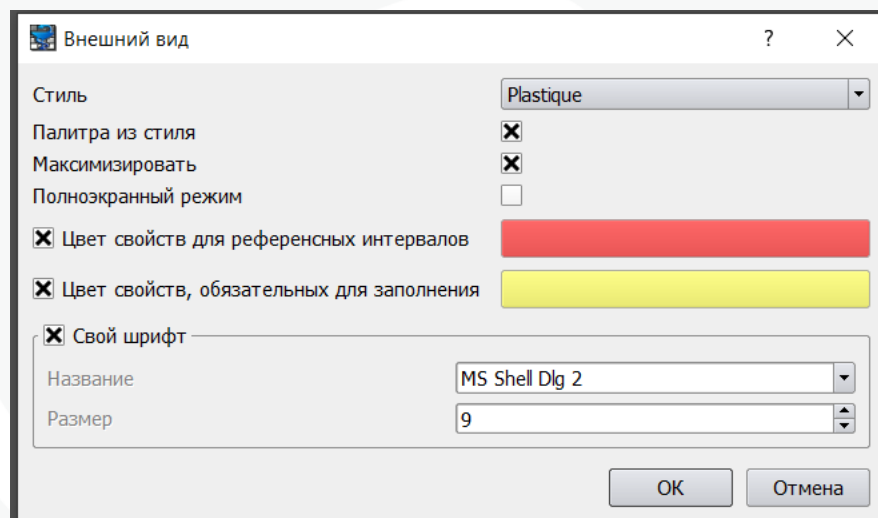 Внешний вид
?
Стиль Plastique
Палитра из стиля
Максимизировать
Полноэкранный режим
Цвет свойств для референсных интервалов
Цвет свойств, обязательных для заполнения
Свой шрифт
Название MS Shell Dlg 2
Размер 9
OK Отмена